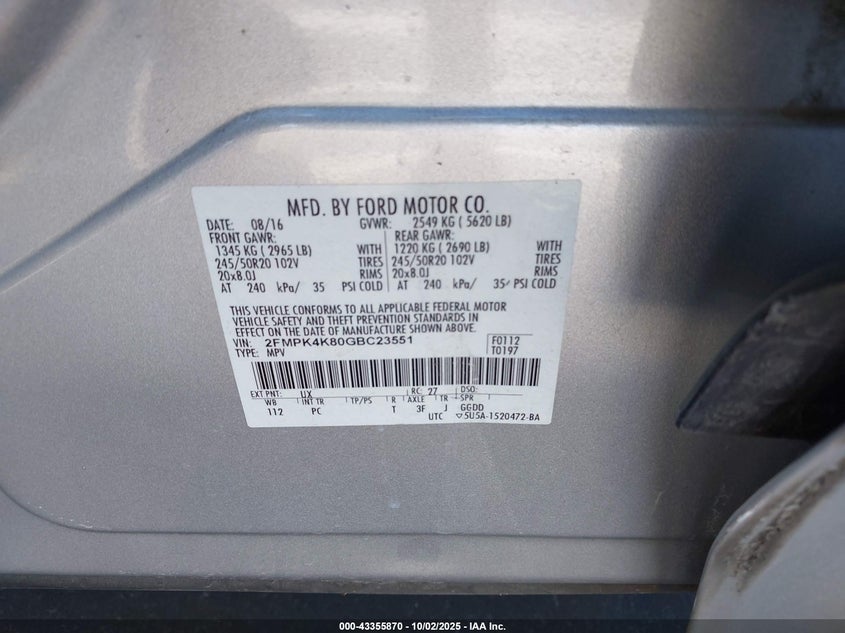 MFD. BY FORD MOTOR CO.
DATE: 08/16 GVWR: 2549 KG ( 5620 LB)
FRONT GAWR: REAR GAWR:
1345 KG ( 2965 LB) WITH 1220 KG ( 2690 LB) WITH
245/50R20 102V TIRES 245/50R20 102V TIRES
20x8.0J RIMS 20x8.0J RIMS
AT 240 kPa/ 35 PSI COLD AT 240 kPa/ 35 PSI COLD
THIS VEHICLE CONFORMS TO ALL APPLICABLE FEDERAL MOTOR
VEHICLE SAFETY AND THEFT PREVENTION STANDARDS IN
EFFECT ON THE DATE OF MANUFACTURE SHOWN ABOVE.
VIN: 2FMPK4K80GBC23551 F0112
TYPE: MPV T0197
EXT PNT: UX RC: 27 DSO:
WB INT TR TP/PS R AXLE TR SPR
112 PC T 3F J GGDD
UTC ▽5U5A-1520472-BA
000-43355870 | 10/02/2025 - IAA Inc.